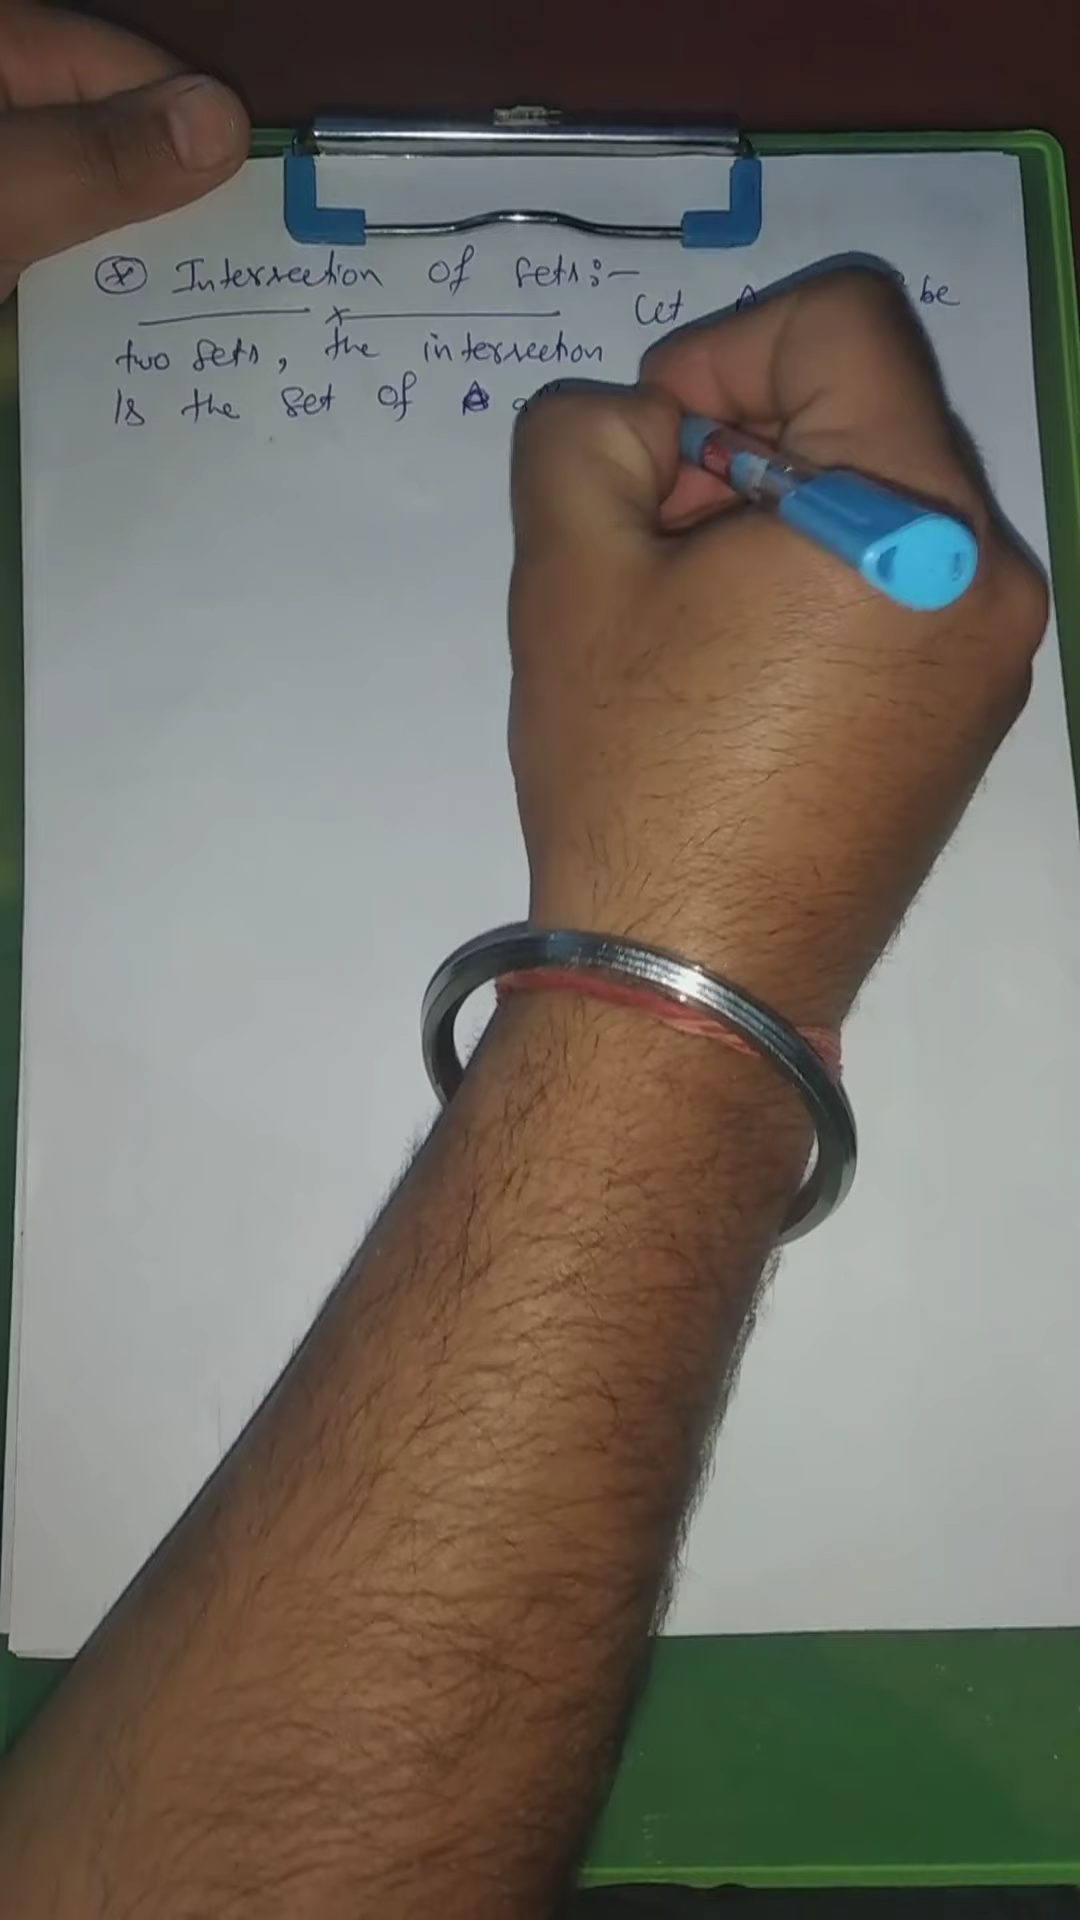 Intersection of sets:- Let A be
two sets, the intersection
Is the set of